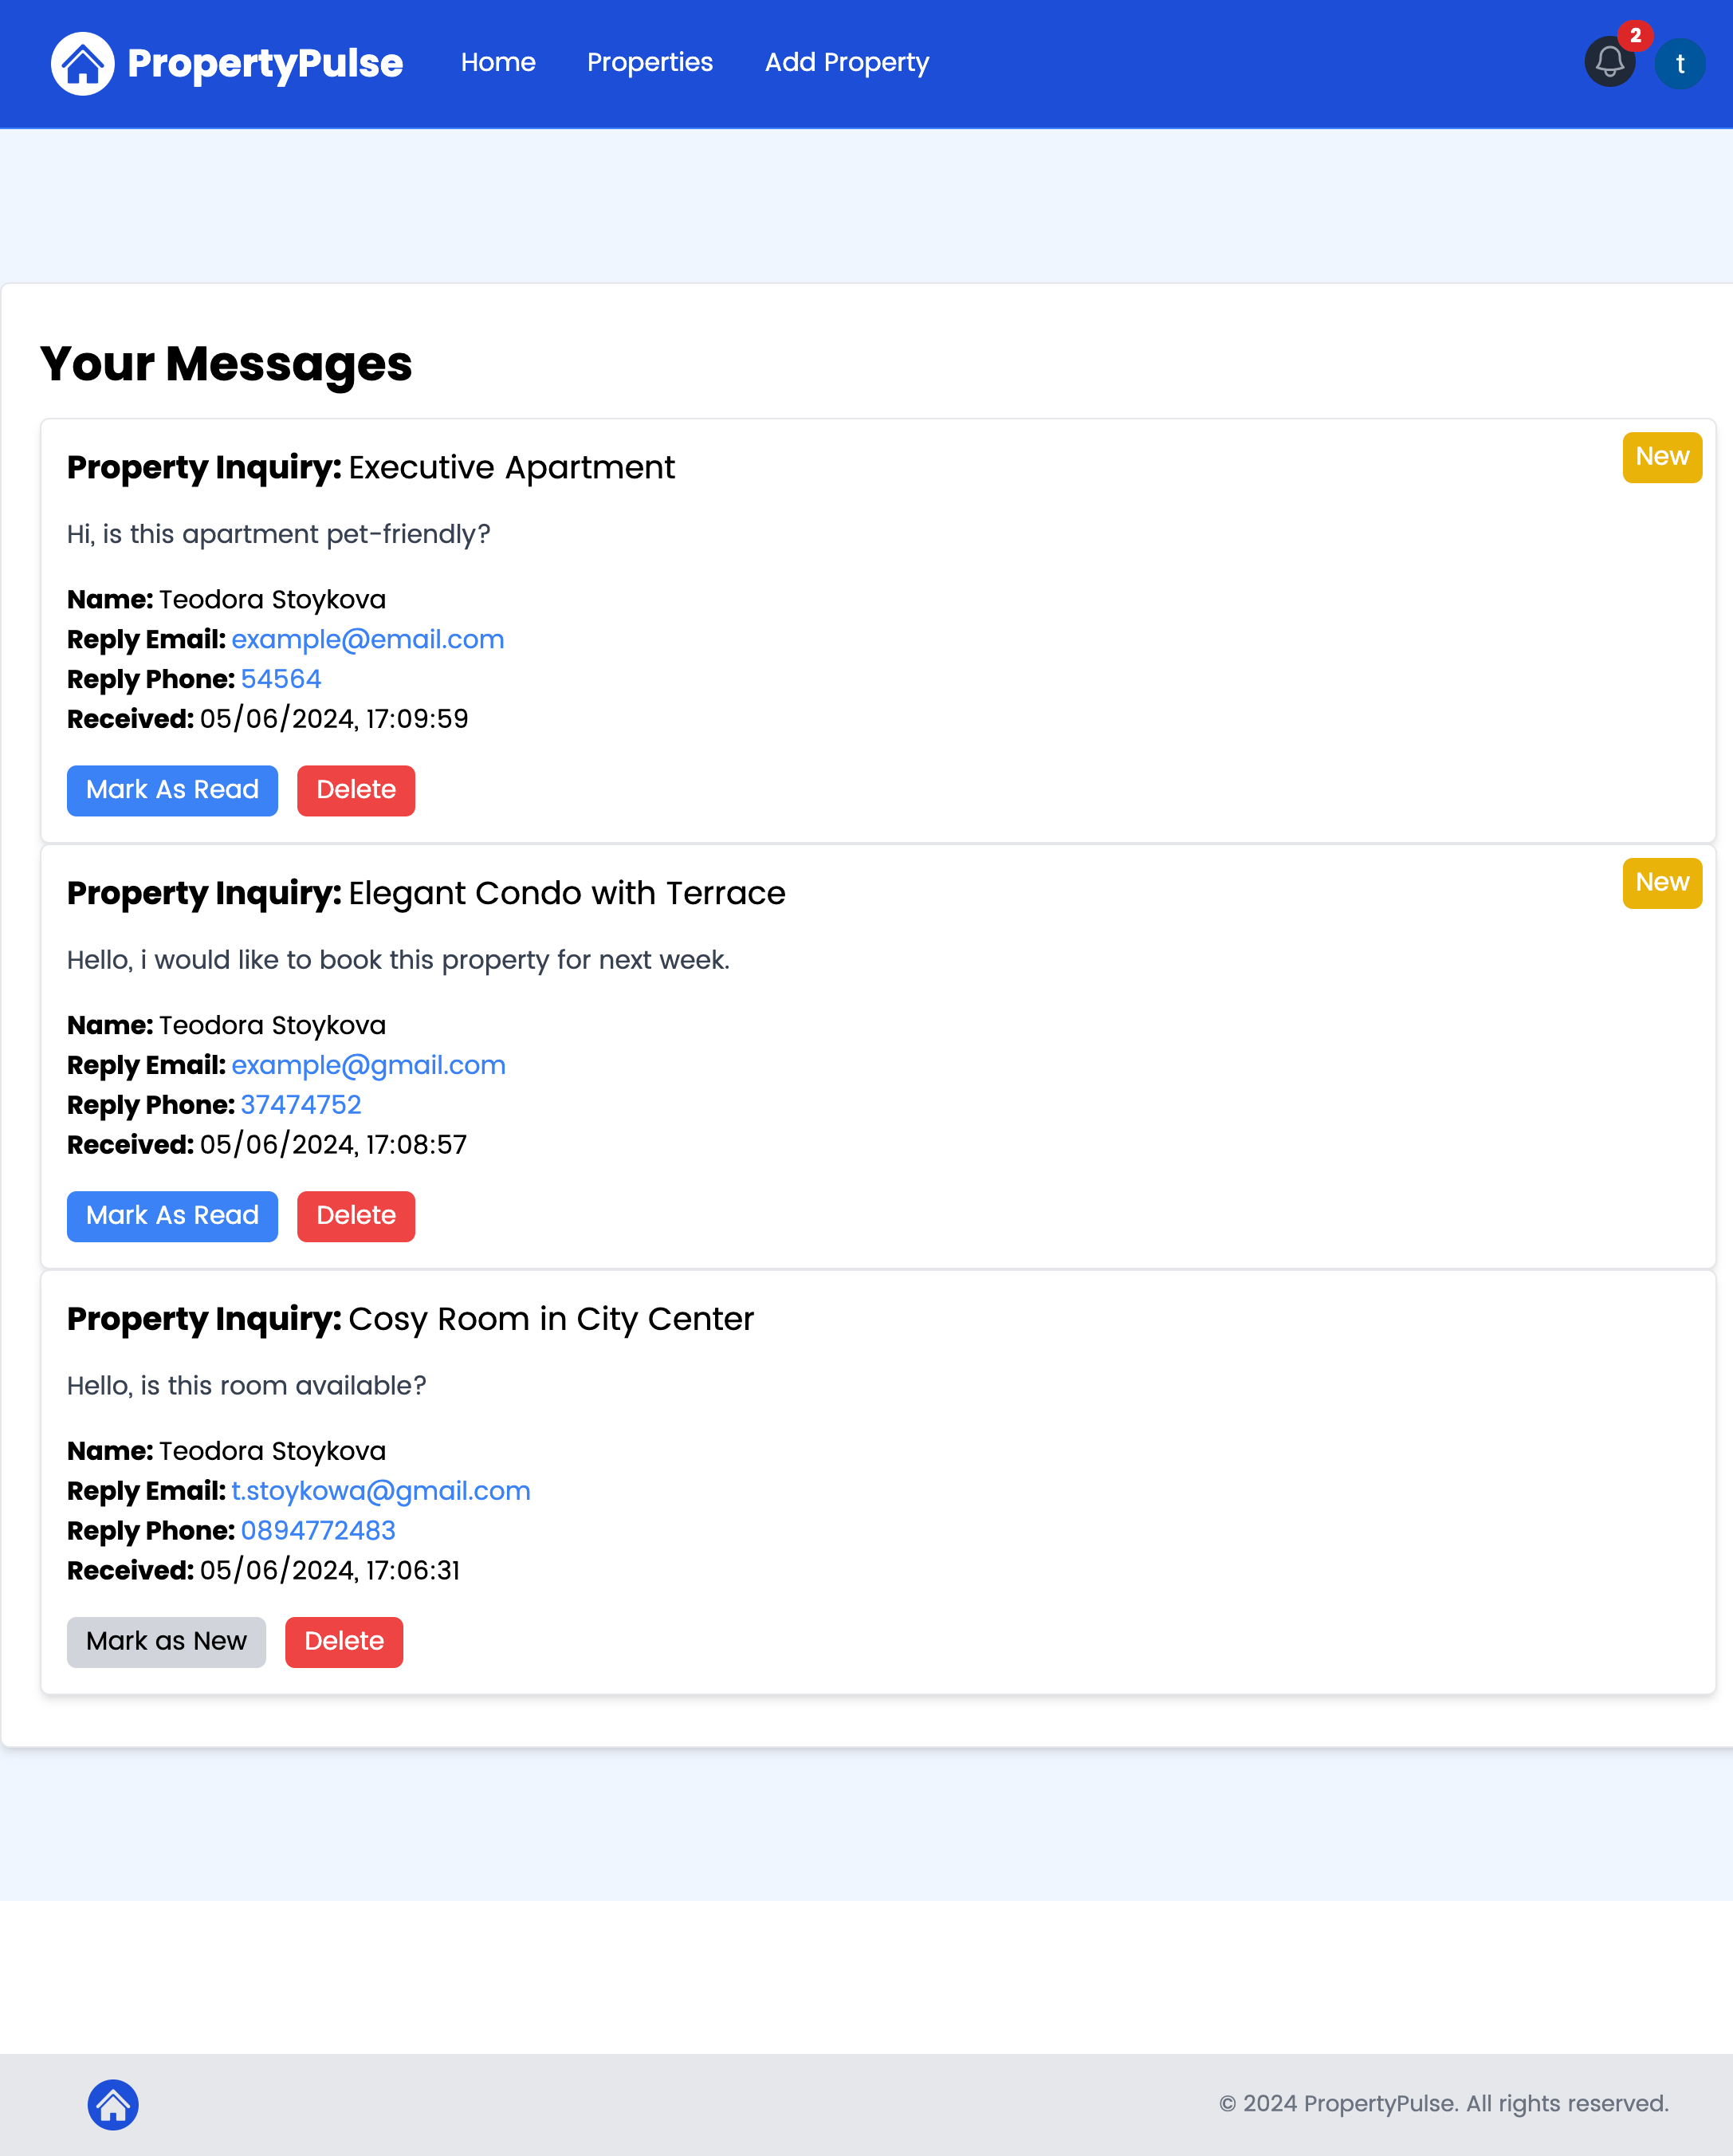 PropertyPulse Home Properties Add Property 2 t
Your Messages
Property Inquiry: Executive Apartment New
Hi, is this apartment pet-friendly?
Name: Teodora Stoykova
Reply Email: example@email.com
Reply Phone: 54564
Received: 05/06/2024, 17:09:59
Mark As Read Delete
Property Inquiry: Elegant Condo with Terrace New
Hello, i would like to book this property for next week.
Name: Teodora Stoykova
Reply Email: example@gmail.com
Reply Phone: 37474752
Received: 05/06/2024, 17:08:57
Mark As Read Delete
Property Inquiry: Cosy Room in City Center
Hello, is this room available?
Name: Teodora Stoykova
Reply Email: t.stoykowa@gmail.com
Reply Phone: 0894772483
Received: 05/06/2024, 17:06:31
Mark as New Delete
© 2024 PropertyPulse. All rights reserved.